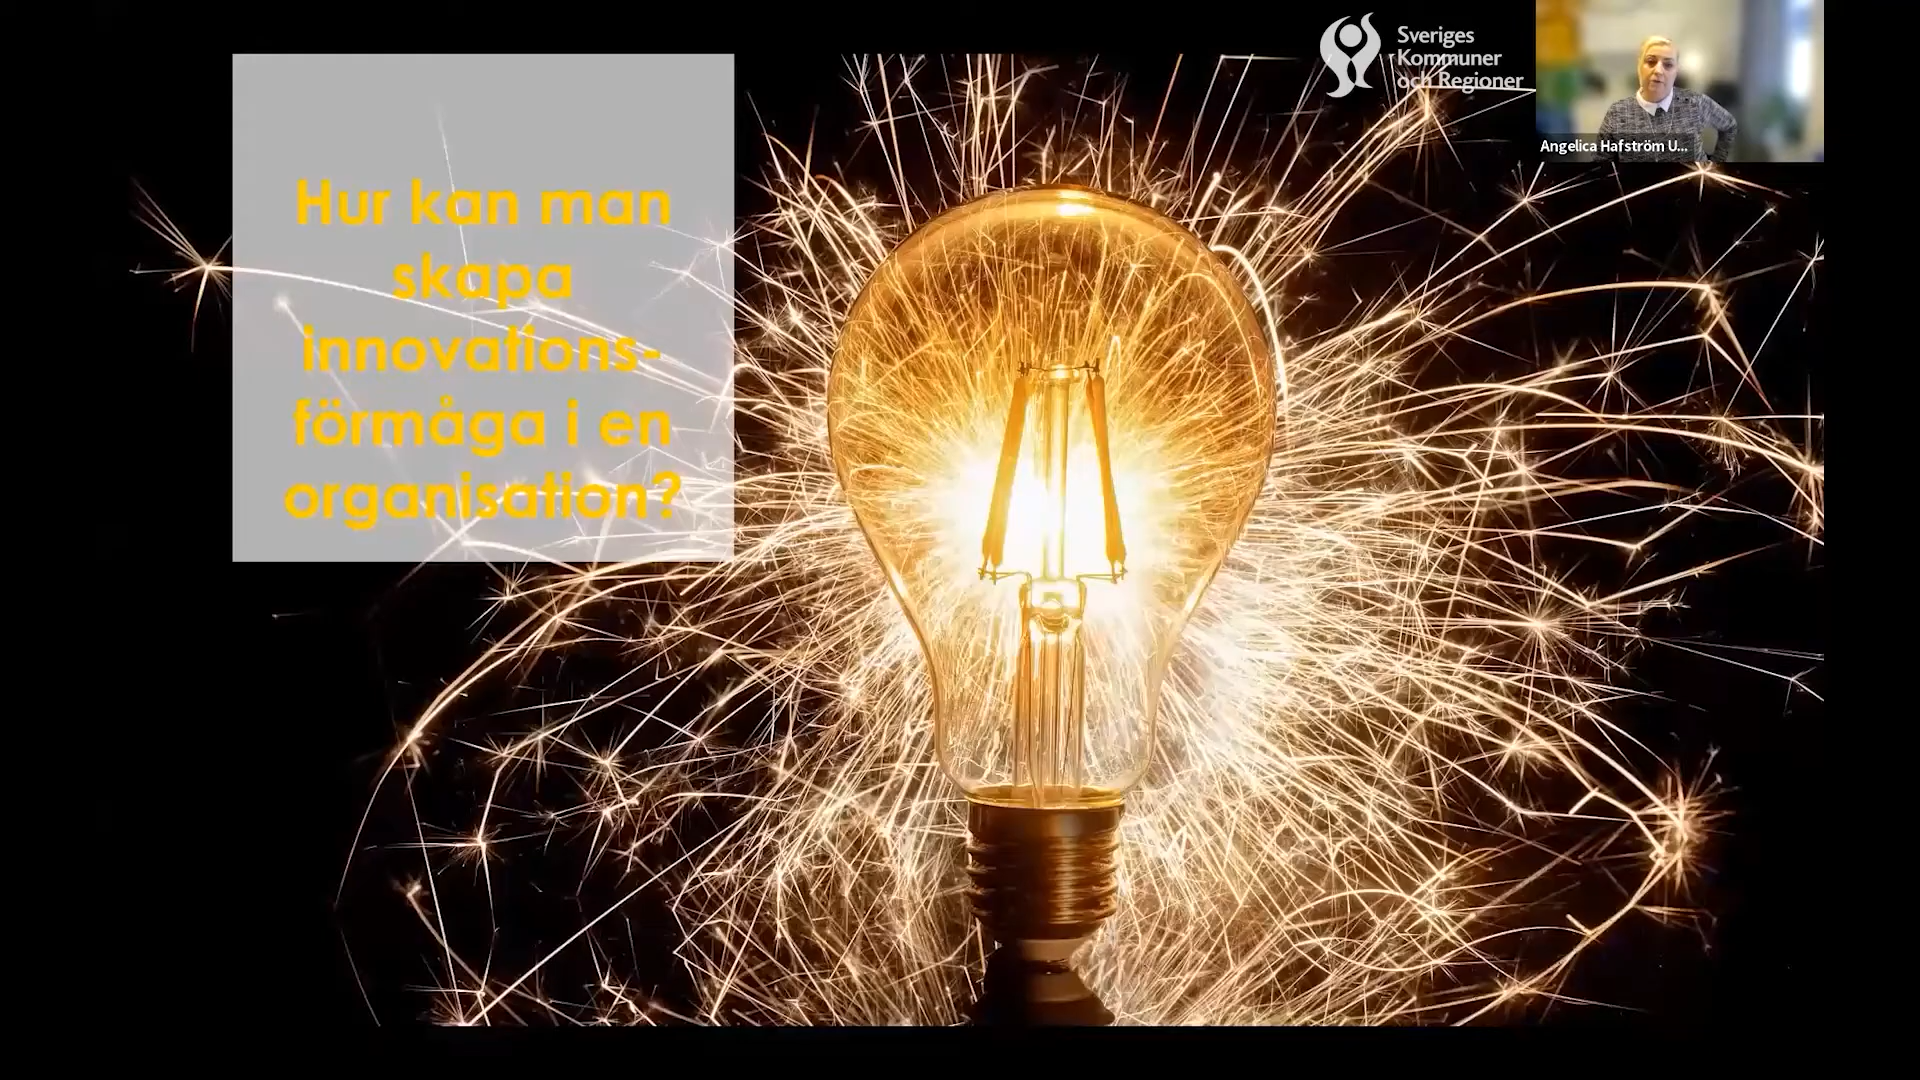 Hur kan man
skapa
innovations-
förmåga i en
organisation?
Sveriges
Kommuner
och Regioner
Angelica Hafström U...